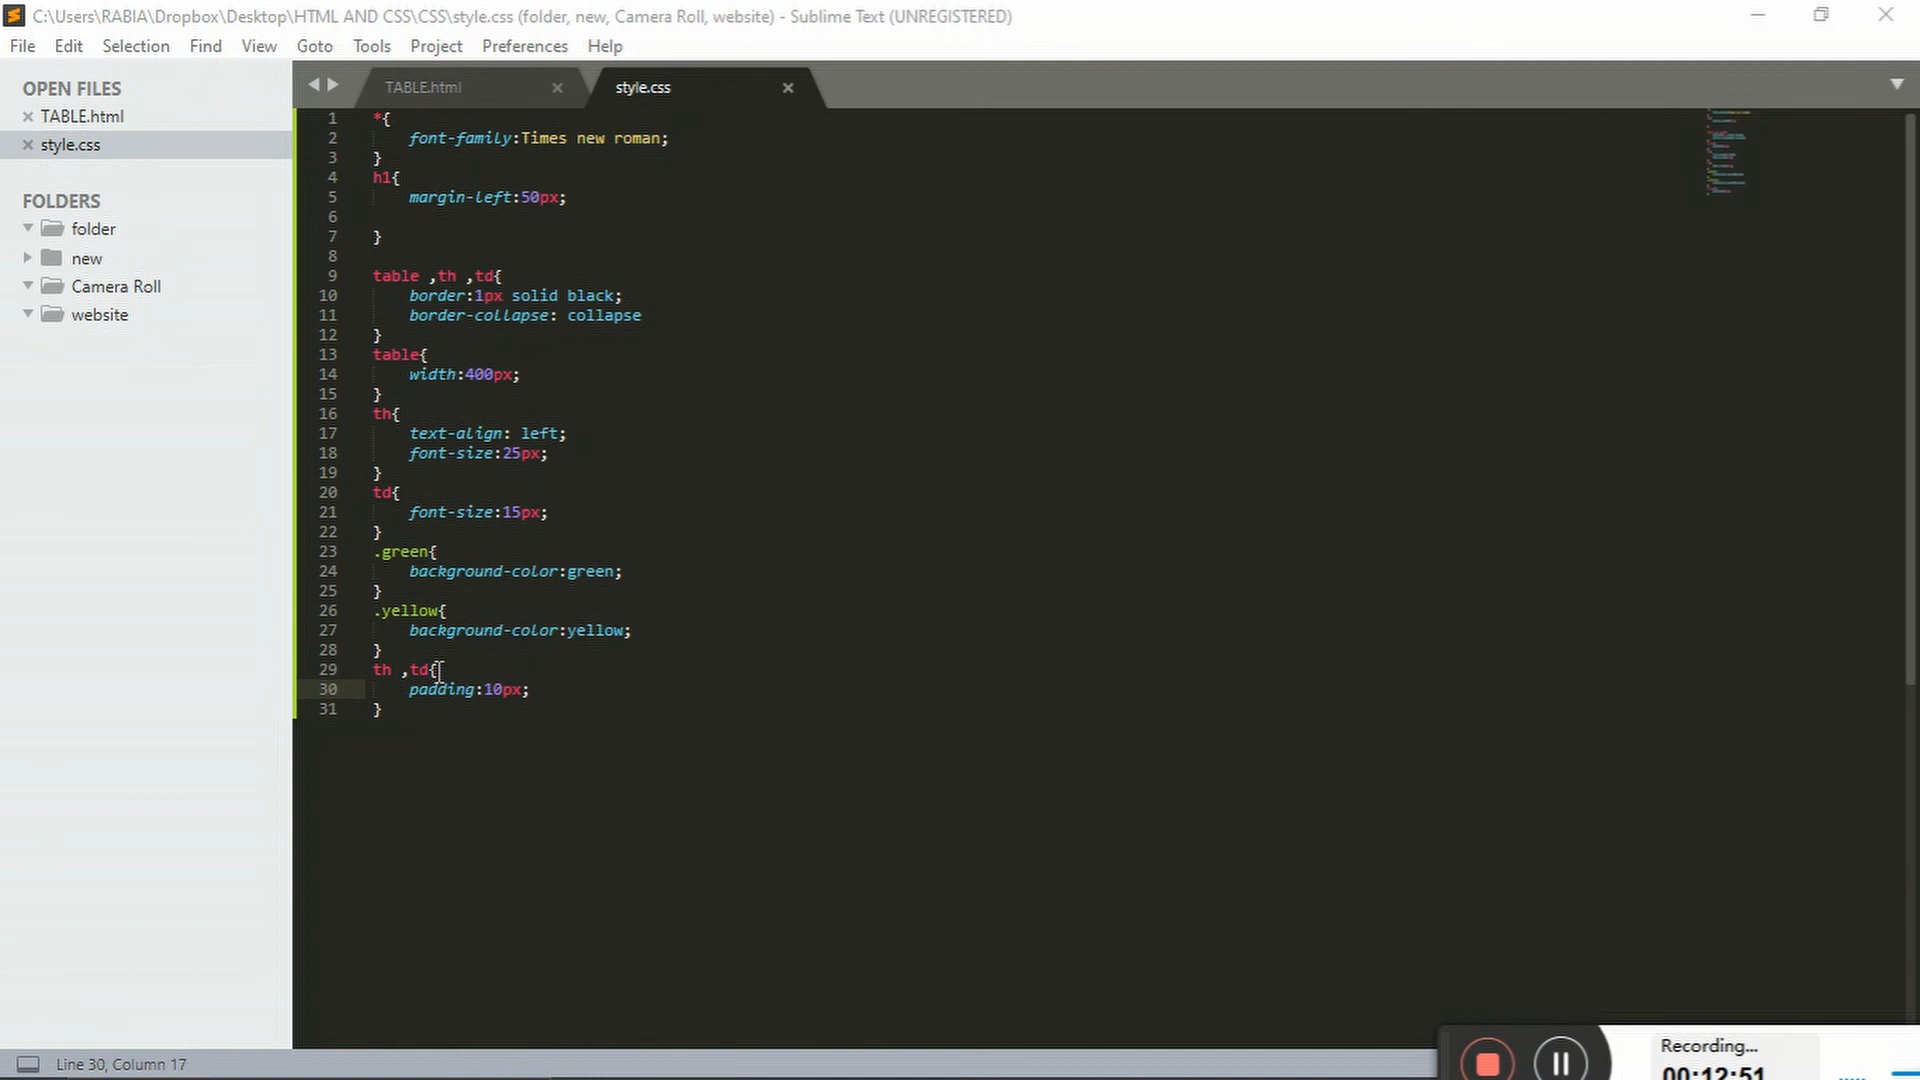 C:\Users\RABIA\Dropbox\Desktop\HTML AND CSS\CSS\style.css (folder, new, Camera Roll, website) - Sublime Text (UNREGISTERED)
File Edit Selection Find View Goto Tools Project Preferences Help
OPEN FILES
TABLE.html
style.css
FOLDERS
folder
new
Camera Roll
website
TABLE.html style.css
1 *{
2 font-family:Times new roman;
3 }
4 h1{
5 margin-left:50px;
6
7 }
8
9 table ,th ,td{
10 border:1px solid black;
11 border-collapse: collapse
12 }
13 table{
14 width:400px;
15 }
16 th{
17 text-align: left;
18 font-size:25px;
19 }
20 td{
21 font-size:15px;
22 }
23 .green{
24 background-color:green;
25 }
26 .yellow{
27 background-color:yellow;
28 }
29 th ,td{
30 padding:10px;
31 }
Line 30, Column 17
Recording...
00:12:51